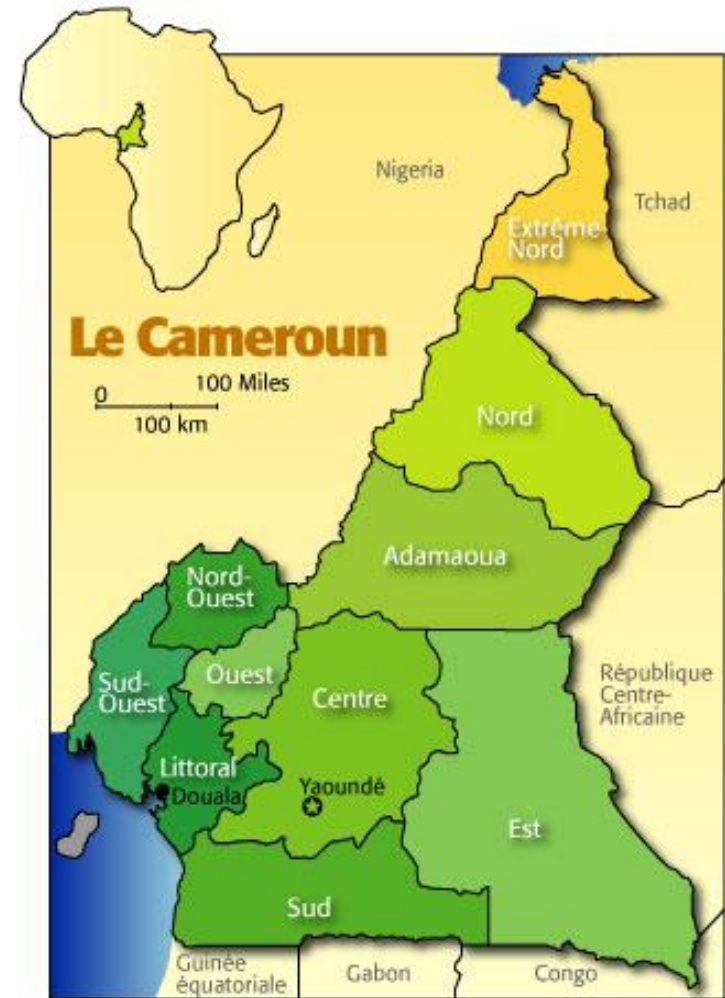 Nigeria
Tchad
Extrême
Nord
Le Cameroun
0
100 Miles
100 km
Nord
Adamaoua
Nord-
Ouest
Ouest
Sud-
Ouest
Centre
République
Centre-
Africaine
Littoral
Douala
Yaoundé
Est
Sud
Guinée
équatoriale
Gabon
Congo